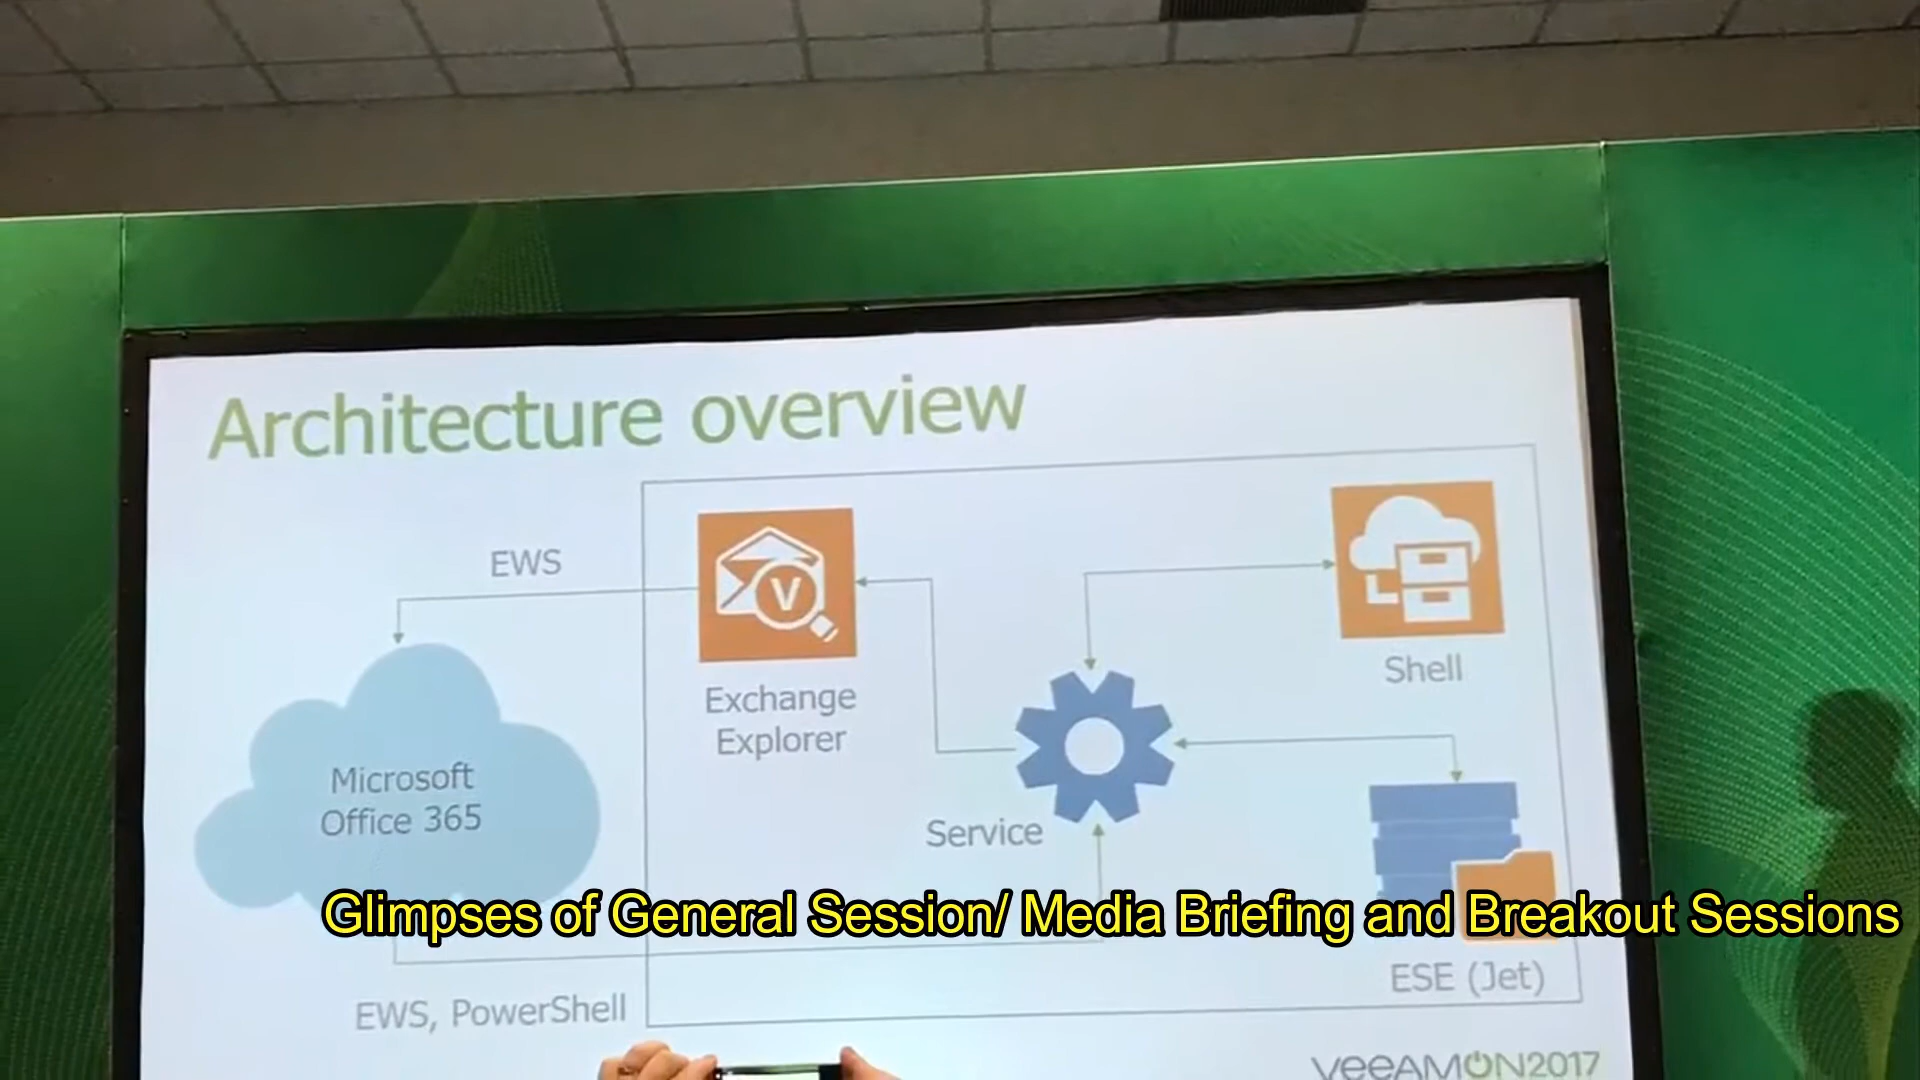 Architecture overview
EWS
V
Exchange
Explorer
Shell
Microsoft
Office 365
Service
Glimpses of General Session/ Media Briefing and Breakout Sessions
ESE (Jet)
EWS, PowerShell
veeAMON2017